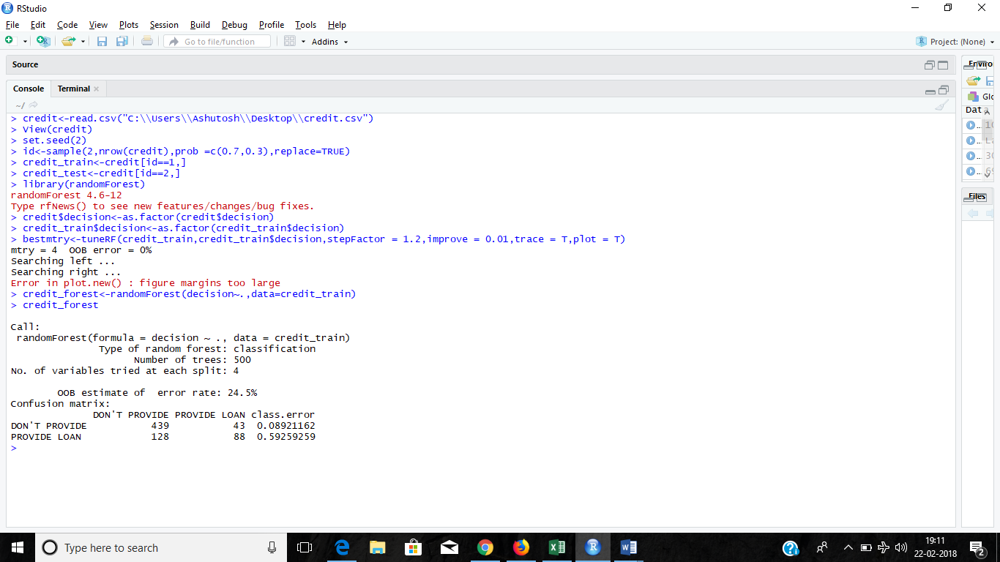 RStudio
File Edit Code View Plots Session Build Debug Profile Tools Help
Go to file/function Addins Project: (None)
Source
Enviro
Console Terminal
~/
Glo
Data
> credit<-read.csv("C:\\Users\\Ashutosh\\Desktop\\credit.csv")
> View(credit)
> set.seed(2)
> id<-sample(2,nrow(credit),prob =c(0.7,0.3),replace=TRUE)
> credit_train<-credit[id==1,]
> credit_test<-credit[id==2,]
> library(randomForest)
randomForest 4.6-12
Type rfNews() to see new features/changes/bug fixes.
> credit$decision<-as.factor(credit$decision)
> credit_train$decision<-as.factor(credit_train$decision)
> bestmtry<-tuneRF(credit_train,credit_train$decision,stepFactor = 1.2,improve = 0.01,trace = T,plot = T)
mtry = 4  OOB error = 0%
Searching left ...
Searching right ...
Error in plot.new() : figure margins too large
> credit_forest<-randomForest(decision~.,data=credit_train)
> credit_forest
Call:
 randomForest(formula = decision ~ ., data = credit_train)
               Type of random forest: classification
                     Number of trees: 500
No. of variables tried at each split: 4
        OOB estimate of  error rate: 24.5%
Confusion matrix:
              DON'T PROVIDE PROVIDE LOAN class.error
DON'T PROVIDE           439           43  0.08921162
PROVIDE LOAN            128           88  0.59259259
>
Files
Type here to search
19:11
22-02-2018
2